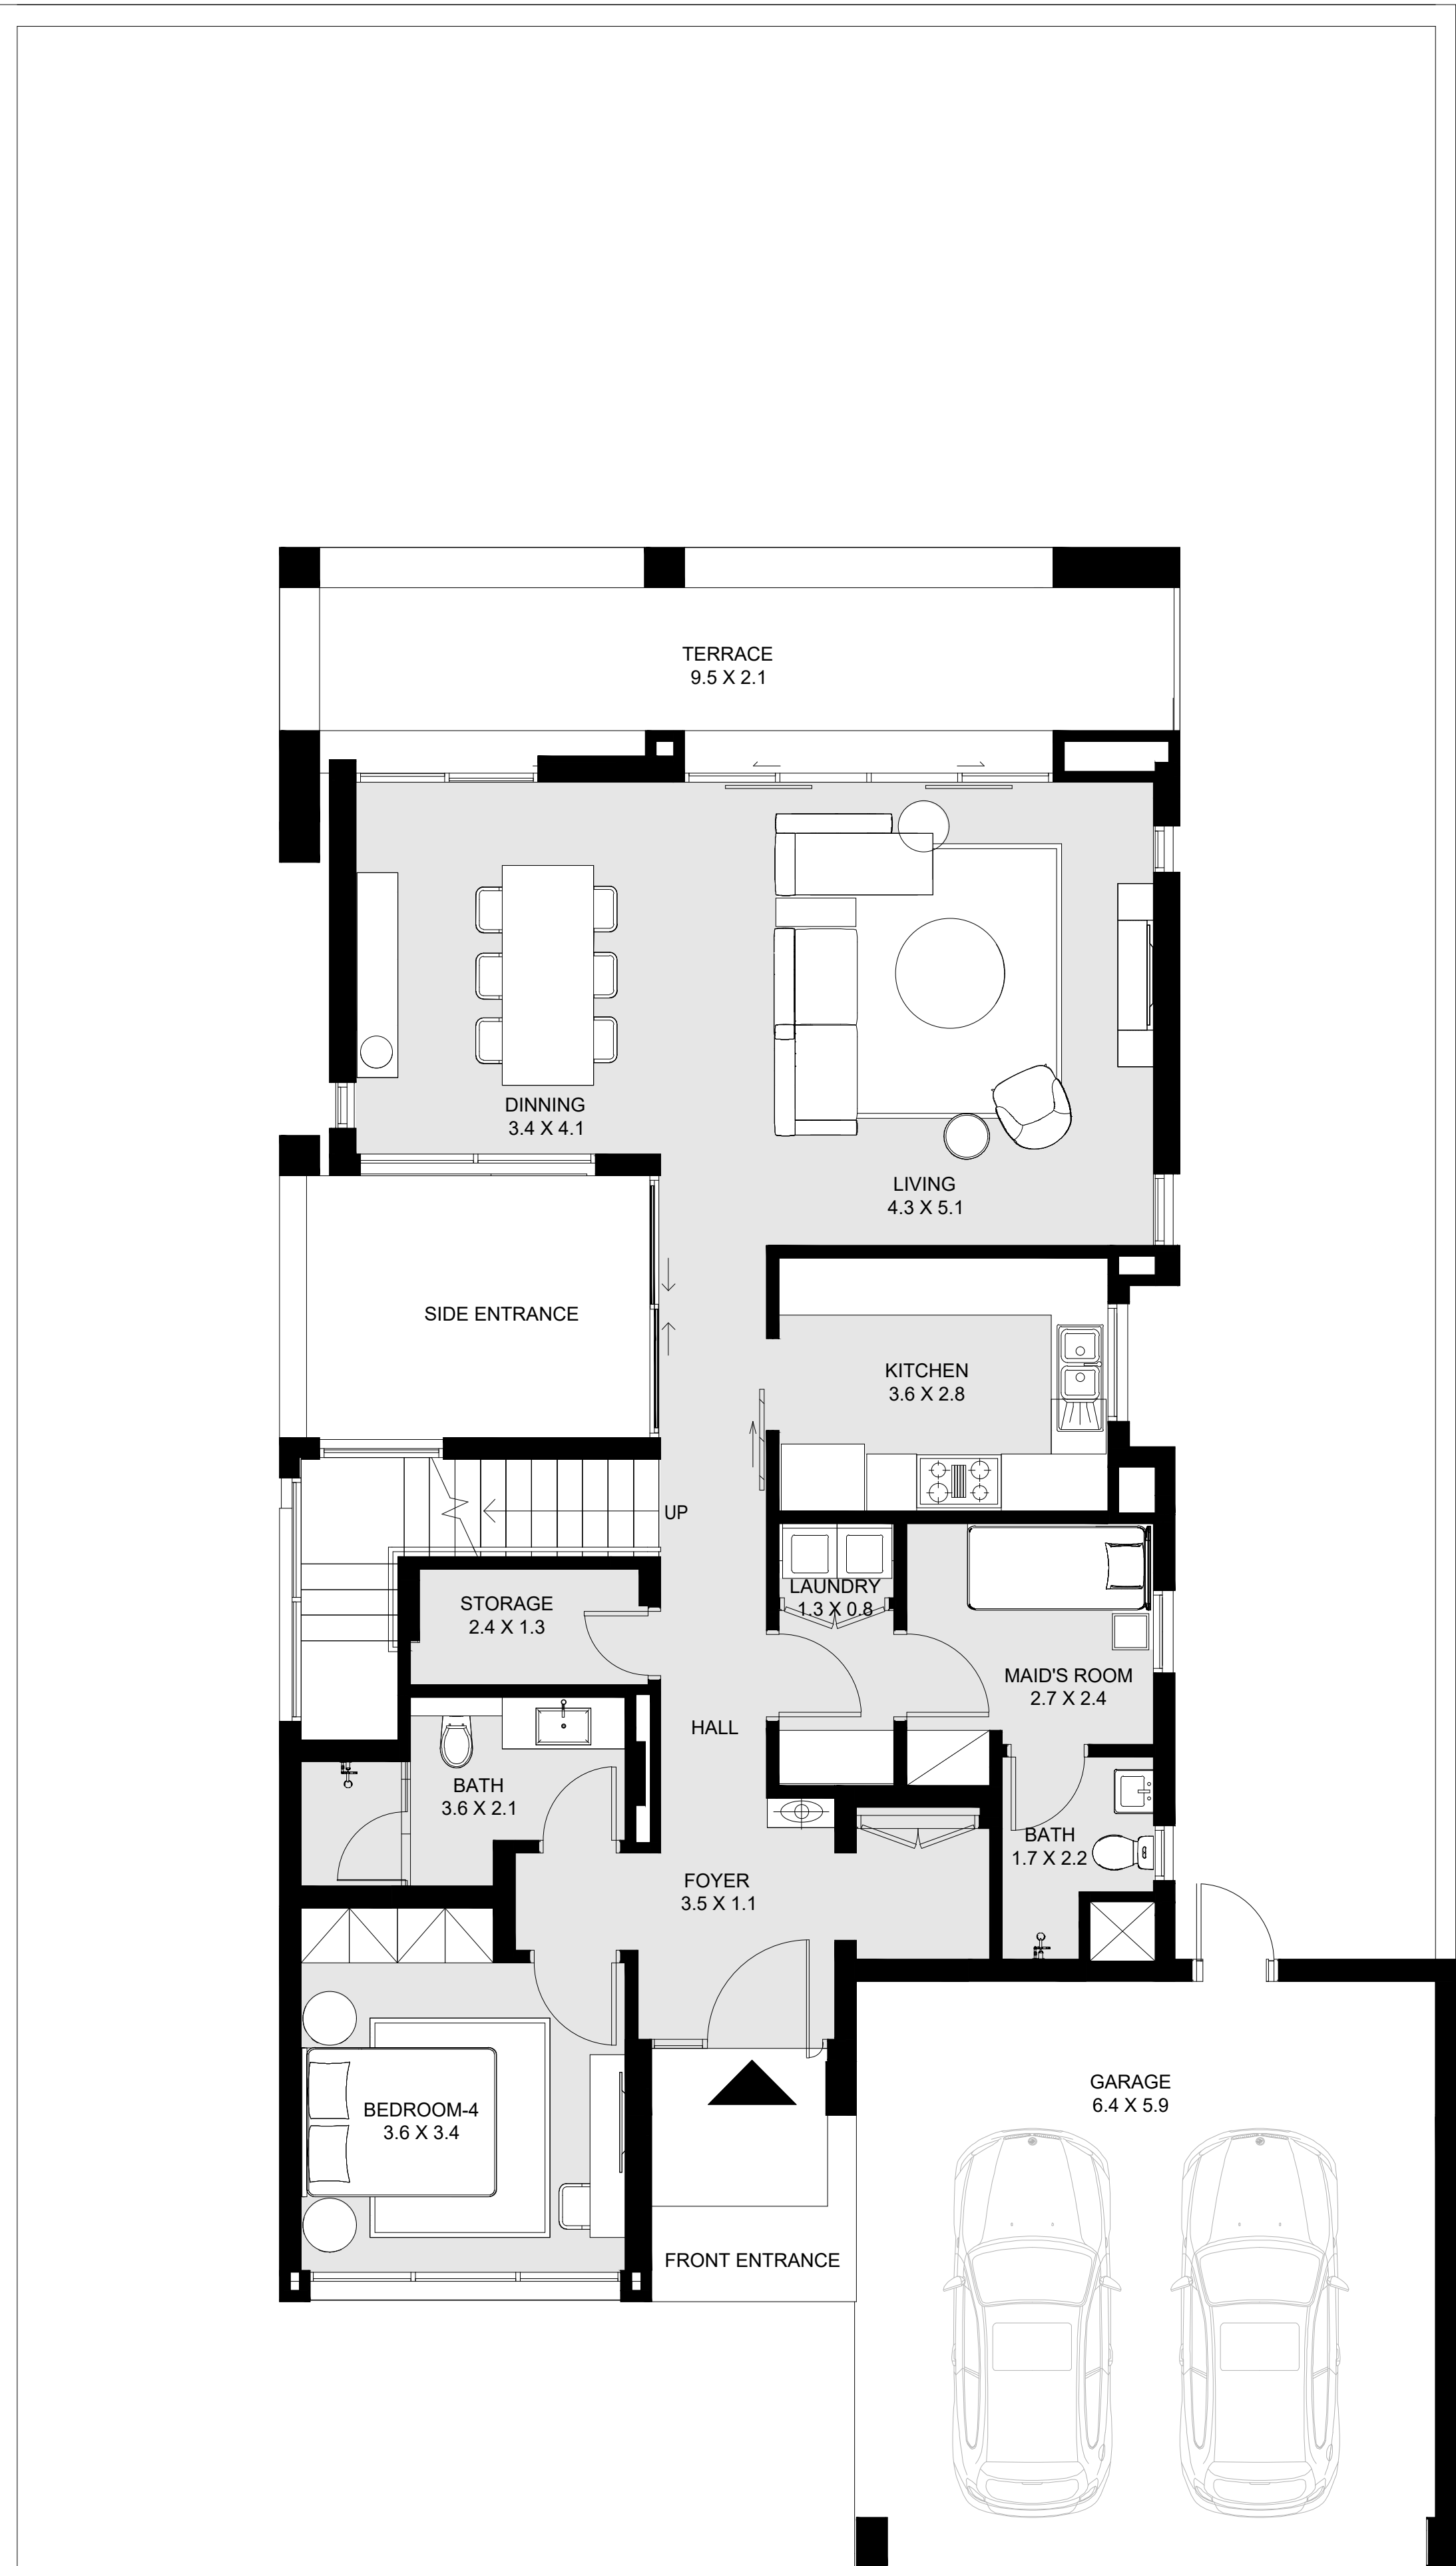 TERRACE
9.5 X 2.1
DINNING
3.4 X 4.1
LIVING
4.3 X 5.1
SIDE ENTRANCE
KITCHEN
3.6 X 2.8
UP
LAUNDRY
1.3 X 0.8
STORAGE
2.4 X 1.3
MAID'S ROOM
2.7 X 2.4
HALL
BATH
3.6 X 2.1
BATH
1.7 X 2.2
FOYER
3.5 X 1.1
GARAGE
6.4 X 5.9
BEDROOM-4
3.6 X 3.4
FRONT ENTRANCE